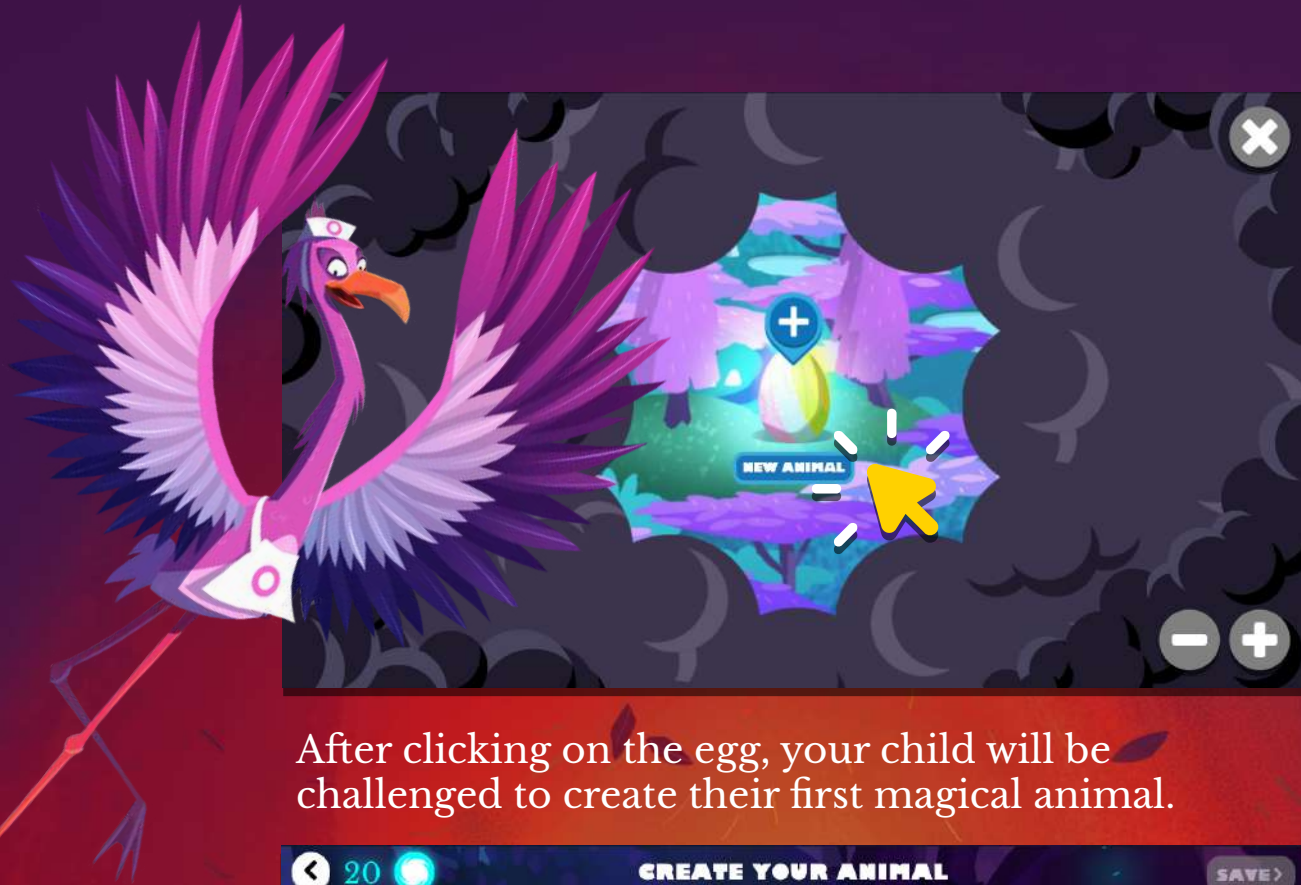 NEW ANIMAL
After clicking on the egg, your child will be
challenged to create their first magical animal.
20
CREATE YOUR ANIMAL
SAVE